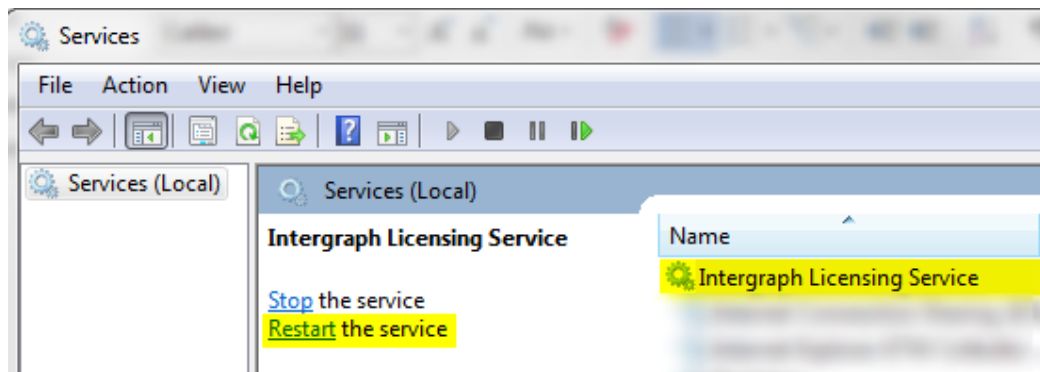 Services
File Action View Help
Services (Local)
Services (Local)
Intergraph Licensing Service
Name
Intergraph Licensing Service
Stop the service
Restart the service